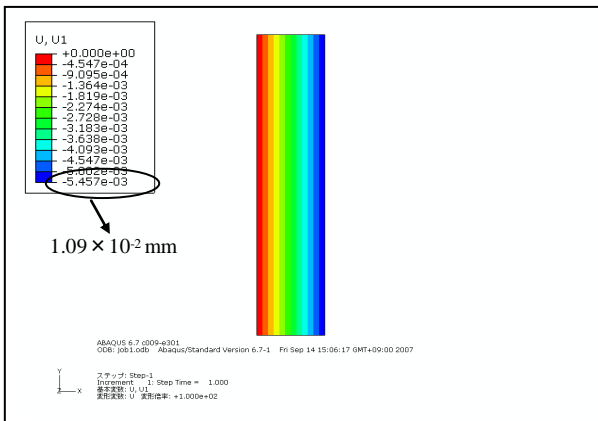 U, U1
+0.000e+00
-4.547e-04
-9.095e-04
-1.364e-03
-1.819e-03
-2.274e-03
-2.728e-03
-3.183e-03
-3.638e-03
-4.093e-03
-4.547e-03
-5.002e-03
-5.457e-03
1.09 × 10-2 mm
ABAQUS 6.7 c009-e301
ODB: job1.odb Abaqus/Standard Version 6.7-1 Fri Sep 14 15:06:17 GMT+09:00 2007
Y
Z X
ステップ: Step-1
Increment 1: Step Time = 1.000
基本変数: U, U1
変形変数: U 変形倍率: +1.000e+02